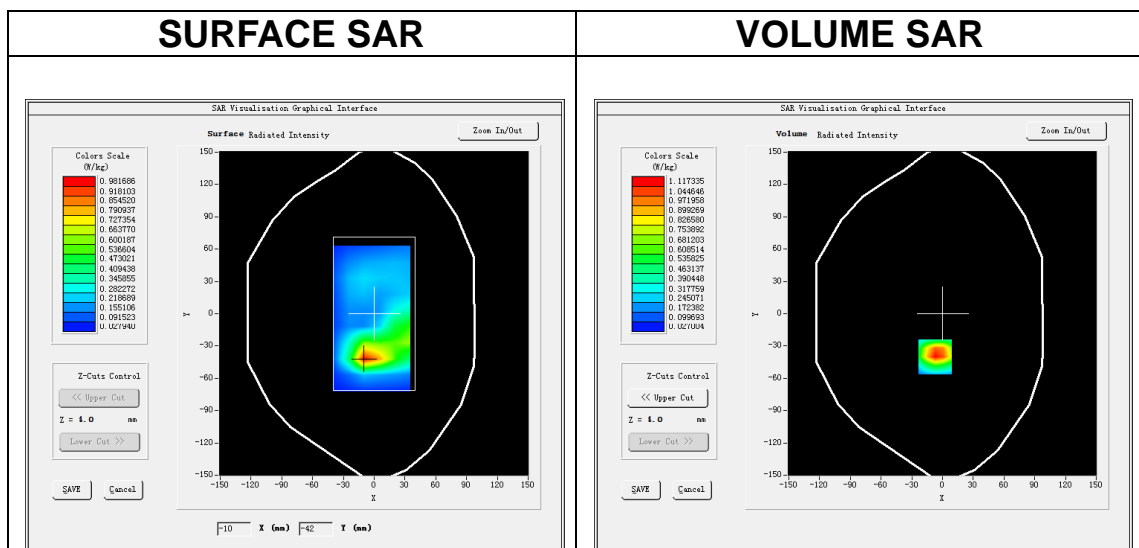 SURFACE SAR
VOLUME SAR
SAR Visualisation Graphical Interface
Surface Radiated Intensity
Zoom In/Out
Colors Scale
(W/kg)
0.981686
0.918103
0.854520
0.790937
0.727354
0.663770
0.600187
0.536604
0.473021
0.409438
0.345855
0.282272
0.218689
0.155106
0.091523
0.027940
150
120
90
60
30
0
-30
-60
-90
-120
-150
Y
-150 -120 -90 -60 -30 0 30 60 90 120 150
X
Z-Cuts Control
<< Upper Cut
Z = 4.0 mm
Lower Cut >>
SAVE Cancel
-10 X (mm) -42 Y (mm)
SAR Visualisation Graphical Interface
Volume Radiated Intensity
Zoom In/Out
Colors Scale
(W/kg)
1.117335
1.044646
0.971958
0.899269
0.826580
0.753892
0.681203
0.608514
0.535825
0.463137
0.390448
0.317759
0.245071
0.172382
0.099693
0.027004
150
120
90
60
30
0
-30
-60
-90
-120
-150
Y
-150 -120 -90 -60 -30 0 30 60 90 120 150
X
Z-Cuts Control
<< Upper Cut
Z = 4.0 mm
Lower Cut >>
SAVE Cancel